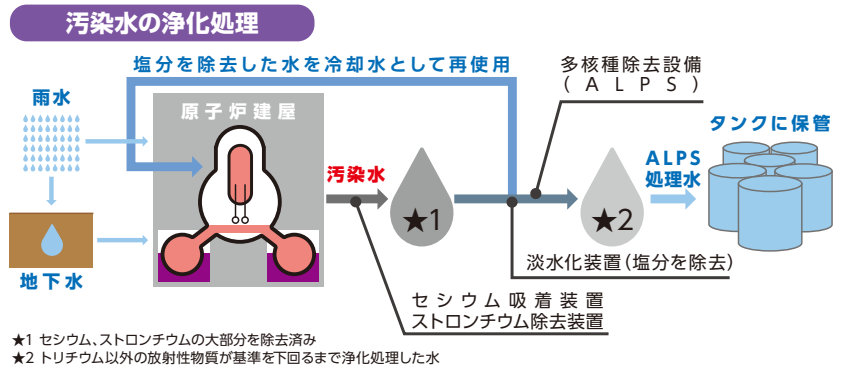 汚染水の浄化処理
塩分を除去した水を冷却水として再使用
多核種除去設備
(ALPS)
雨水
原子炉建屋
タンクに保管
汚染水
ALPS
処理水
★1
★2
地下水
淡水化装置(塩分を除去)
セシウム吸着装置
ストロンチウム除去装置
★1 セシウム、ストロンチウムの大部分を除去済み
★2 トリチウム以外の放射性物質が基準を下回るまで浄化処理した水